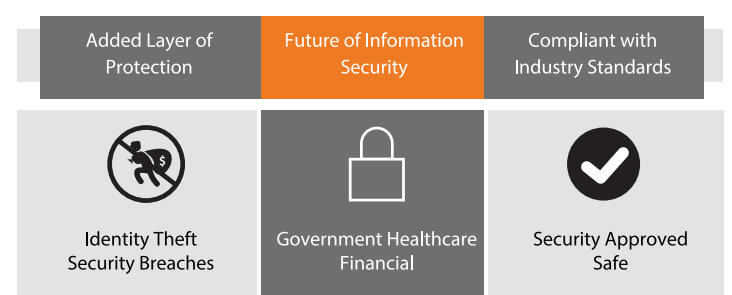 Added Layer of
Protection
Future of Information
Security
Compliant with
Industry Standards
$
Identity Theft
Security Breaches
Government Healthcare
Financial
Security Approved
Safe